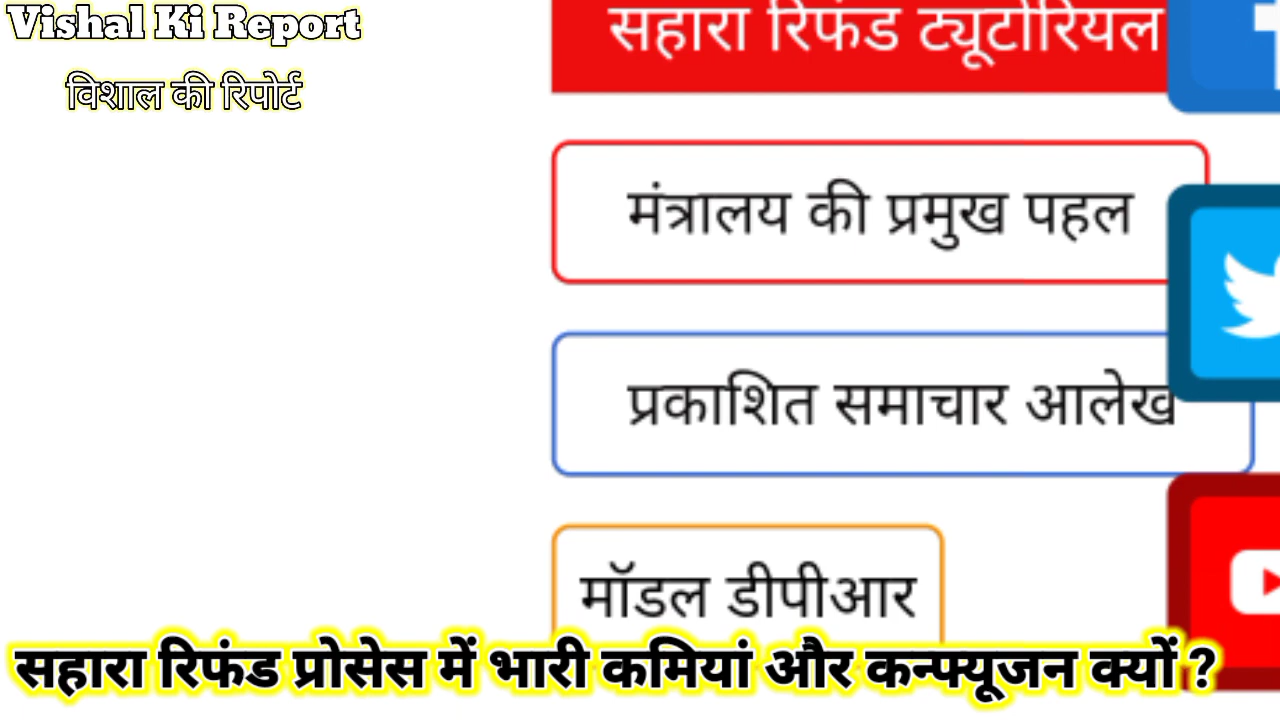 Vishal Ki Report
विशाल की रिपोर्ट
सहारा रिफंड ट्यूटोरियल
मंत्रालय की प्रमुख पहल
प्रकाशित समाचार आलेख
मॉडल डीपीआर
सहारा रिफंड प्रोसेस में भारी कमियां और कन्फ्यूजन क्यों ?